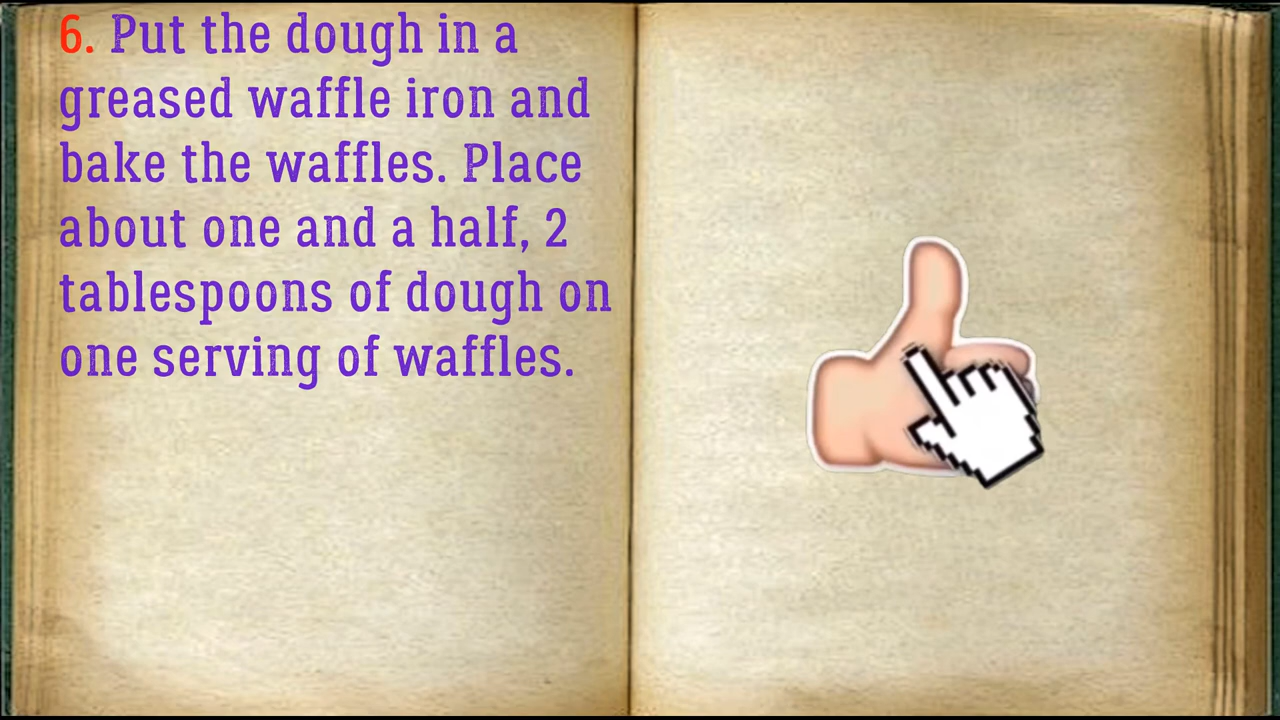 6. Put the dough in a
greased waffle iron and
bake the waffles. Place
about one and a half, 2
tablespoons of dough on
one serving of waffles.